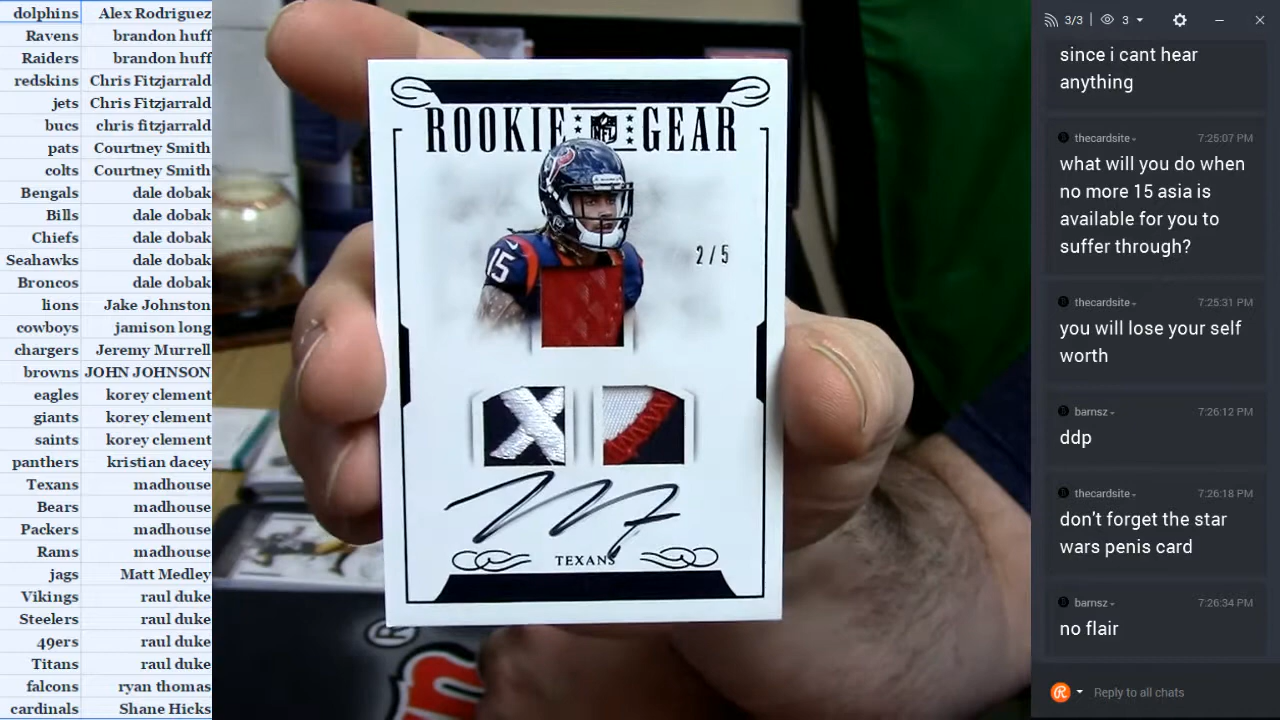 dolphins Alex Rodriguez
Ravens brandon huff
Raiders brandon huff
redskins Chris Fitzjarrald
jets Chris Fitzjarrald
bucs chris fitzjarrald
pats Courtney Smith
colts Courtney Smith
Bengals dale dobak
Bills dale dobak
Chiefs dale dobak
Seahawks dale dobak
Broncos dale dobak
lions Jake Johnston
cowboys jamison long
chargers Jeremy Murrell
browns JOHN JOHNSON
eagles korey clement
giants korey clement
saints korey clement
panthers kristian dacey
Texans madhouse
Bears madhouse
Packers madhouse
Rams madhouse
jags Matt Medley
Vikings raul duke
Steelers raul duke
49ers raul duke
Titans raul duke
falcons ryan thomas
cardinals Shane Hicks
ROOKIE NFL GEAR
15
2/5
TEXANS
3/3 3
since i cant hear
anything
thecardsite 7:25:07 PM
what will you do when
no more 15 asia is
available for you to
suffer through?
thecardsite 7:25:31 PM
you will lose your self
worth
barnsz 7:26:12 PM
ddp
thecardsite 7:26:18 PM
don't forget the star
wars penis card
barnsz 7:26:34 PM
no flair
Reply to all chats